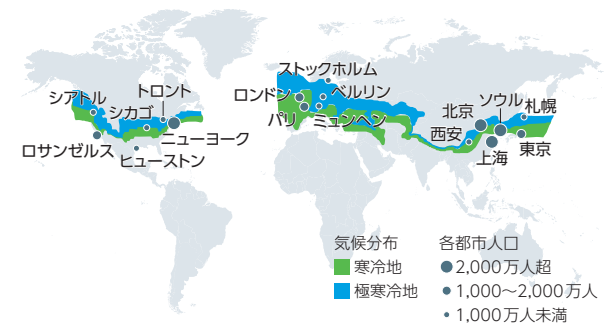 ストックホルム
シアトル
トロント
ロンドン
ベルリン
シカゴ
北京
ソウル
札幌
パリ
ミュンヘン
ニューヨーク
西安
ロサンゼルス
ヒューストン
上海
東京
気候分布
寒冷地
極寒冷地
各都市人口
2,000万人超
1,000〜2,000万人
1,000万人未満